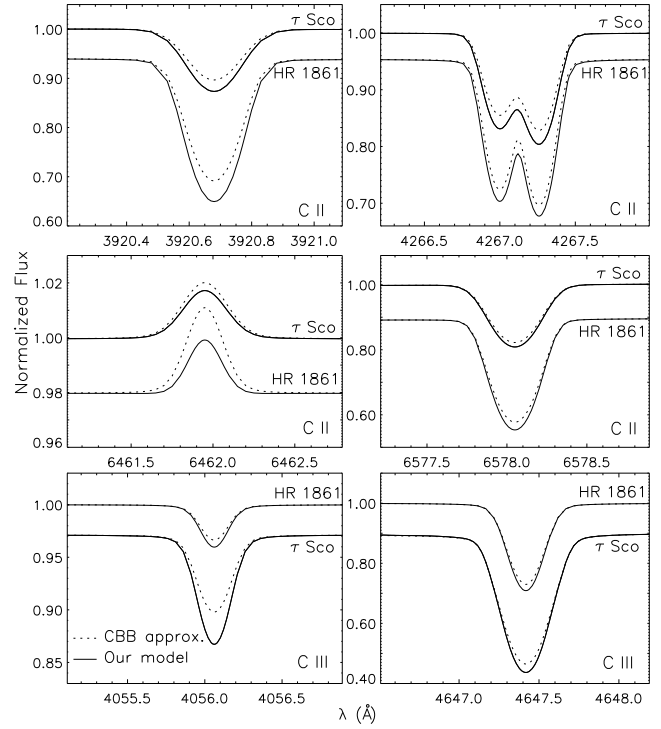 τ Sco
τ Sco
1.00
1.00
HR 1861
HR 1861
0.90
0.90
0.80
0.80
0.70
0.70
0.60
C II
C II
3920.4 3920.6 3920.8 3921.0
4266.5 4267.0 4267.5
1.02
τ Sco
1.00
τ Sco
1.00
HR 1861
HR 1861
0.80
0.98
0.60
0.96
C II
C II
6461.5 6462.0 6462.5
6577.5 6578.0 6578.5
Normalized Flux
HR 1861
HR 1861
1.00
1.00
τ Sco
τ Sco
0.95
0.80
0.90
0.60
CBB approx.
Our model
0.85
0.40
C III
C III
4055.5 4056.0 4056.5
4647.0 4647.5 4648.0
λ (Å)